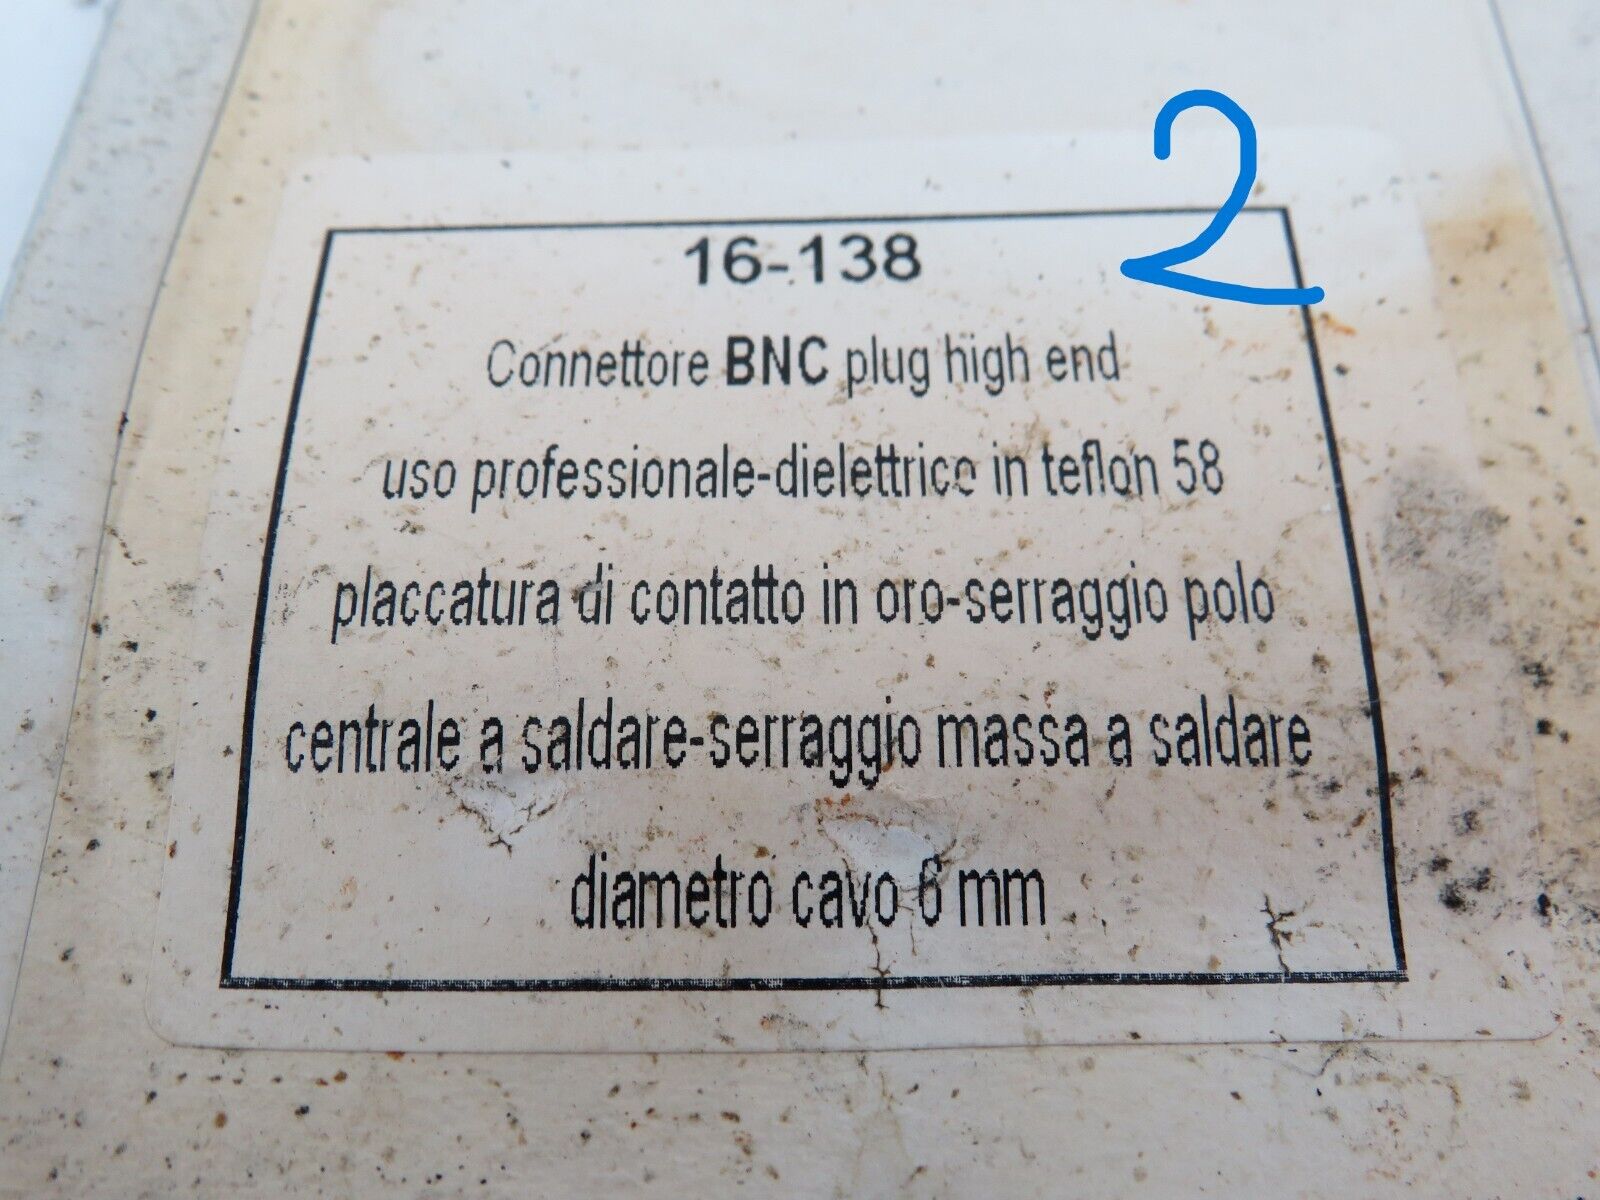 2
16-138
Connettore BNC plug high end
uso professionale-dielettrico in teflon 58
placcatura di contatto in oro-serraggio polo
centrale a saldare-serraggio massa a saldare
diametro cavo 6 mm